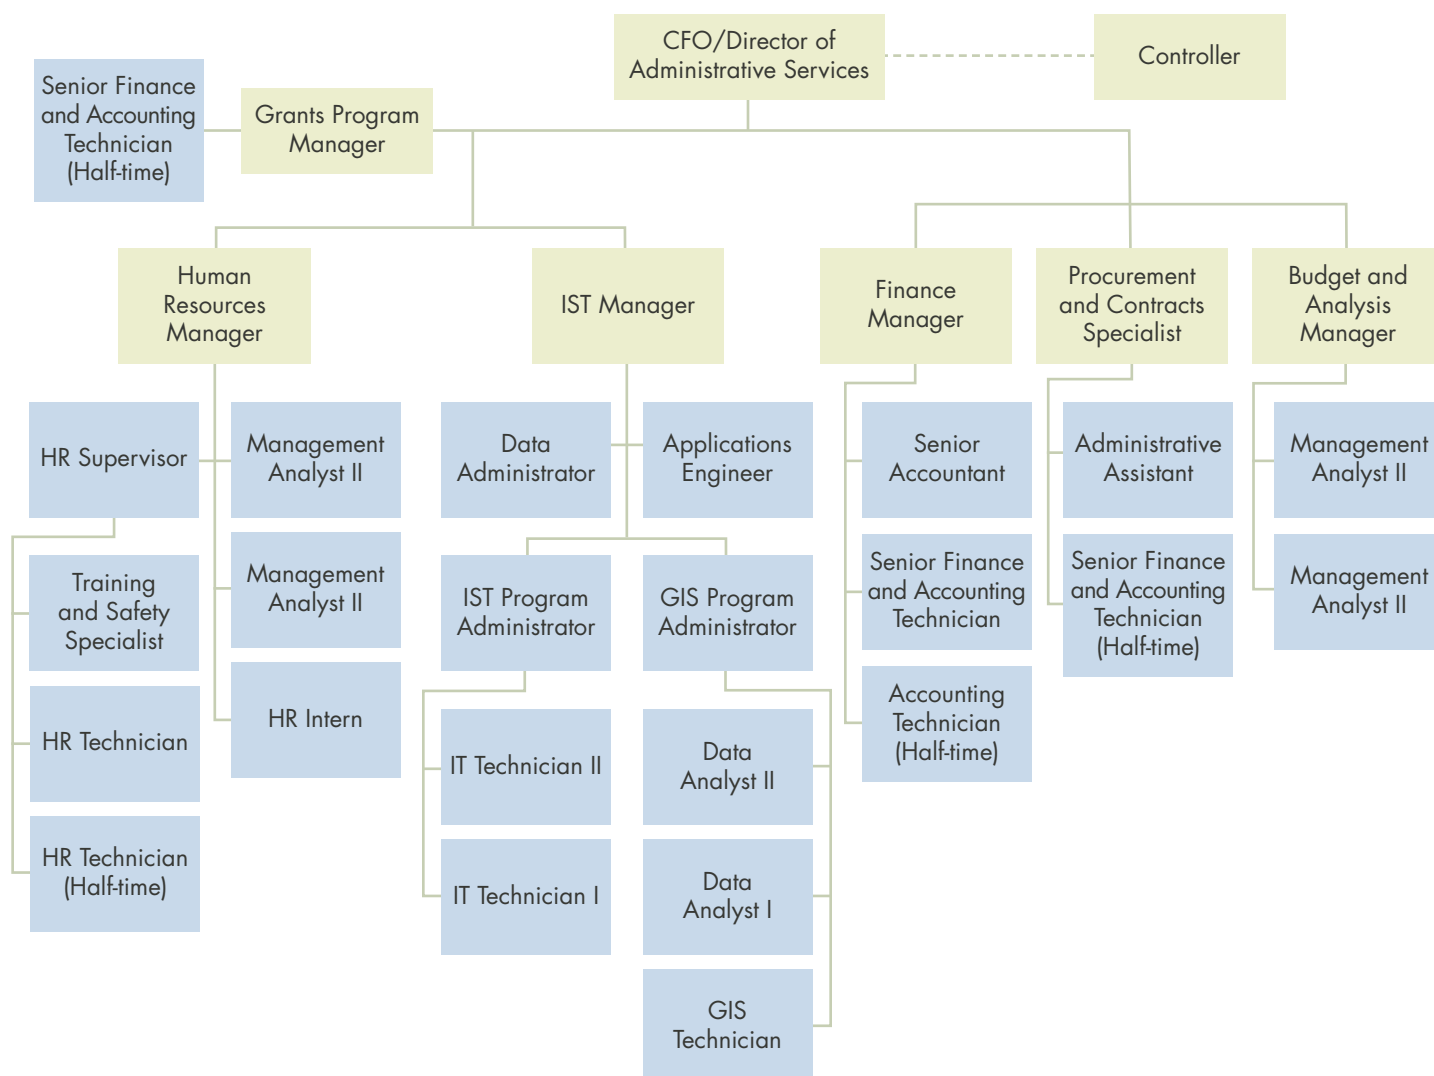 CFO/Director of
Administrative Services
Controller
Senior Finance
and Accounting
Technician
(Half-time)
Grants Program
Manager
Human
Resources
Manager
IST Manager
Finance
Manager
Procurement
and Contracts
Specialist
Budget and
Analysis
Manager
HR Supervisor
Management
Analyst II
Data
Administrator
Applications
Engineer
Senior
Accountant
Administrative
Assistant
Management
Analyst II
Training
and Safety
Specialist
Management
Analyst II
IST Program
Administrator
GIS Program
Administrator
Senior Finance
and Accounting
Technician
Senior Finance
and Accounting
Technician
(Half-time)
Management
Analyst II
HR Technician
HR Intern
IT Technician II
Data
Analyst II
Accounting
Technician
(Half-time)
HR Technician
(Half-time)
IT Technician I
Data
Analyst I
GIS
Technician